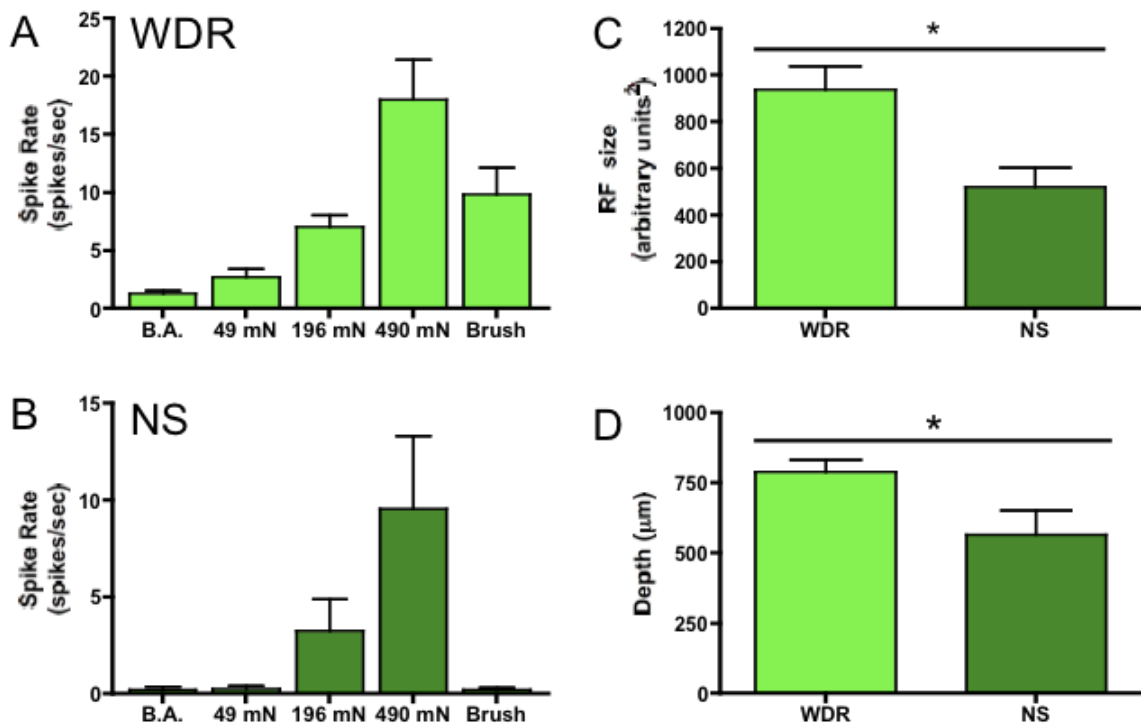 A
WDR
Spike Rate
(spikes/sec)
25
20
15
10
5
0
B.A. 49 mN 196 mN 490 mN Brush
B
NS
Spike Rate
(spikes/sec)
15
10
5
0
B.A. 49 mN 196 mN 490 mN Brush
C
*
RF size
(arbitrary units²)
1200
1000
800
600
400
200
0
WDR NS
D
*
Depth (µm)
1000
750
500
250
0
WDR NS